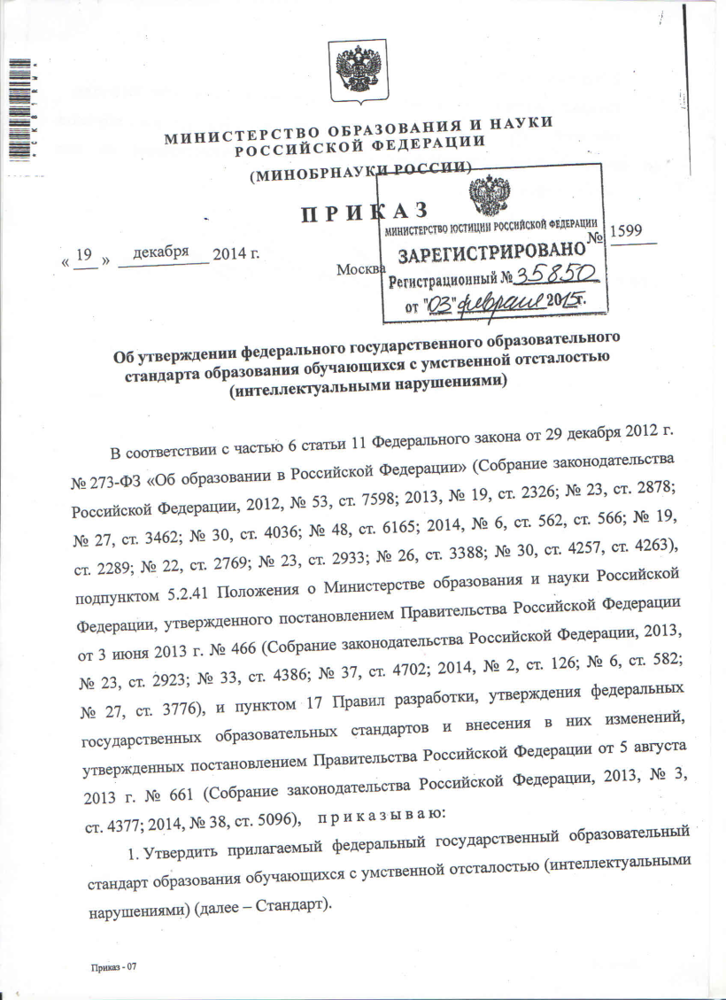 МИНИСТЕРСТВО ОБРАЗОВАНИЯ И НАУКИ
РОССИЙСКОЙ ФЕДЕРАЦИИ
(МИНОБРНАУКИ РОССИИ)
ПРИКАЗ
« 19 » декабря 2014 г.
Москва
№ 1599
МИНИСТЕРСТВО ЮСТИЦИИ РОССИЙСКОЙ ФЕДЕРАЦИИ
ЗАРЕГИСТРИРОВАНО
Регистрационный № 35850
от "03" февраля 2015г.
Об утверждении федерального государственного образовательного
стандарта образования обучающихся с умственной отсталостью
(интеллектуальными нарушениями)
В соответствии с частью 6 статьи 11 Федерального закона от 29 декабря 2012 г.
№ 273-ФЗ «Об образовании в Российской Федерации» (Собрание законодательства
Российской Федерации, 2012, № 53, ст. 7598; 2013, № 19, ст. 2326; № 23, ст. 2878;
№ 27, ст. 3462; № 30, ст. 4036; № 48, ст. 6165; 2014, № 6, ст. 562, ст. 566; № 19,
ст. 2289; № 22, ст. 2769; № 23, ст. 2933; № 26, ст. 3388; № 30, ст. 4257, ст. 4263),
подпунктом 5.2.41 Положения о Министерстве образования и науки Российской
Федерации, утвержденного постановлением Правительства Российской Федерации
от 3 июня 2013 г. № 466 (Собрание законодательства Российской Федерации, 2013,
№ 23, ст. 2923; № 33, ст. 4386; № 37, ст. 4702; 2014, № 2, ст. 126; № 6, ст. 582;
№ 27, ст. 3776), и пунктом 17 Правил разработки, утверждения федеральных
государственных образовательных стандартов и внесения в них изменений,
утвержденных постановлением Правительства Российской Федерации от 5 августа
2013 г. № 661 (Собрание законодательства Российской Федерации, 2013, № 3,
ст. 4377; 2014, № 38, ст. 5096), приказываю:
1. Утвердить прилагаемый федеральный государственный образовательный
стандарт образования обучающихся с умственной отсталостью (интеллектуальными
нарушениями) (далее – Стандарт).
Приказ - 07